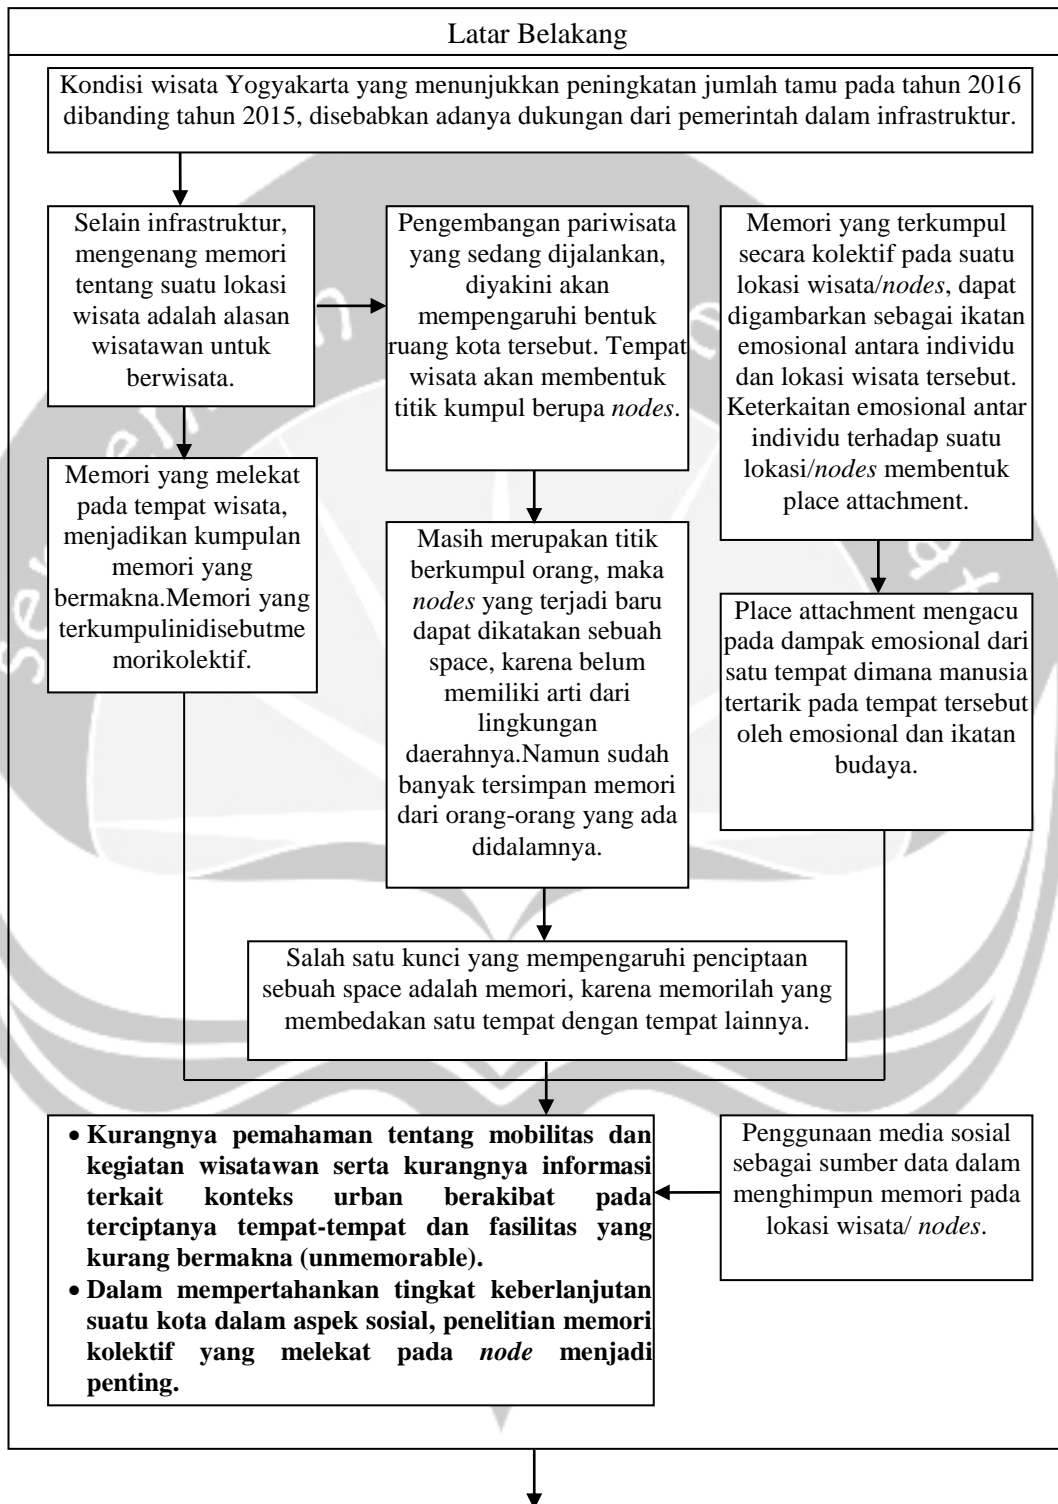 Latar Belakang
Kondisi wisata Yogyakarta yang menunjukkan peningkatan jumlah tamu pada tahun 2016
dibanding tahun 2015, disebabkan adanya dukungan dari pemerintah dalam infrastruktur.
Selain infrastruktur,
mengenang memori
tentang suatu lokasi
wisata adalah alasan
wisatawan untuk
berwisata.
Pengembangan pariwisata
yang sedang dijalankan,
diyakini akan
mempengaruhi bentuk
ruang kota tersebut. Tempat
wisata akan membentuk
titik kumpul berupa nodes.
Memori yang terkumpul
secara kolektif pada suatu
lokasi wisata/nodes, dapat
digambarkan sebagai ikatan
emosional antara individu
dan lokasi wisata tersebut.
Keterkaitan emosional antar
individu terhadap suatu
lokasi/nodes membentuk
place attachment.
Memori yang melekat
pada tempat wisata,
menjadikan kumpulan
memori yang
bermakna.Memori yang
terkumpulinidisebutme
morikolektif.
Masih merupakan titik
berkumpul orang, maka
nodes yang terjadi baru
dapat dikatakan sebuah
space, karena belum
memiliki arti dari
lingkungan
daerahnya.Namun sudah
banyak tersimpan memori
dari orang-orang yang ada
didalamnya.
Place attachment mengacu
pada dampak emosional dari
satu tempat dimana manusia
tertarik pada tempat tersebut
oleh emosional dan ikatan
budaya.
Salah satu kunci yang mempengaruhi penciptaan
sebuah space adalah memori, karena memorilah yang
membedakan satu tempat dengan tempat lainnya.
• Kurangnya pemahaman tentang mobilitas dan
kegiatan wisatawan serta kurangnya informasi
terkait konteks urban berakibat pada
terciptanya tempat-tempat dan fasilitas yang
kurang bermakna (unmemorable).
• Dalam mempertahankan tingkat keberlanjutan
suatu kota dalam aspek sosial, penelitian memori
kolektif yang melekat pada node menjadi
penting.
Penggunaan media sosial
sebagai sumber data dalam
menghimpun memori pada
lokasi wisata/ nodes.